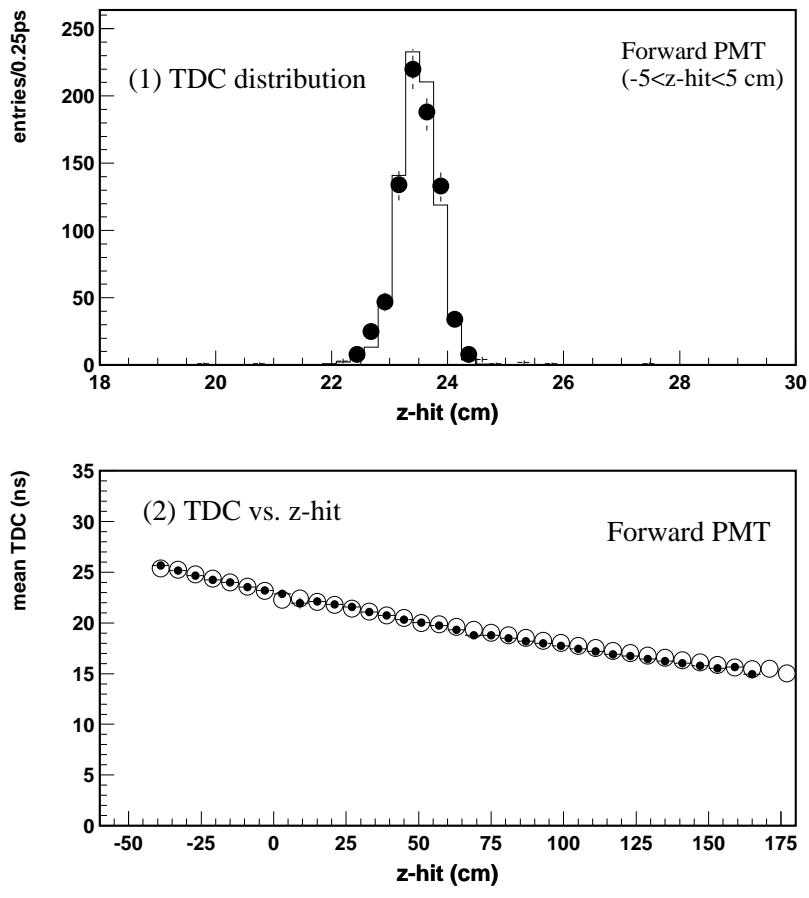 entries/0.25ps
250
200
150
100
50
0
(1) TDC distribution
Forward PMT
(-5<z-hit<5 cm)
18 20 22 24 26 28 30
z-hit (cm)
mean TDC (ns)
35
30
25
20
15
10
5
0
(2) TDC vs. z-hit
Forward PMT
-50 -25 0 25 50 75 100 125 150 175
z-hit (cm)